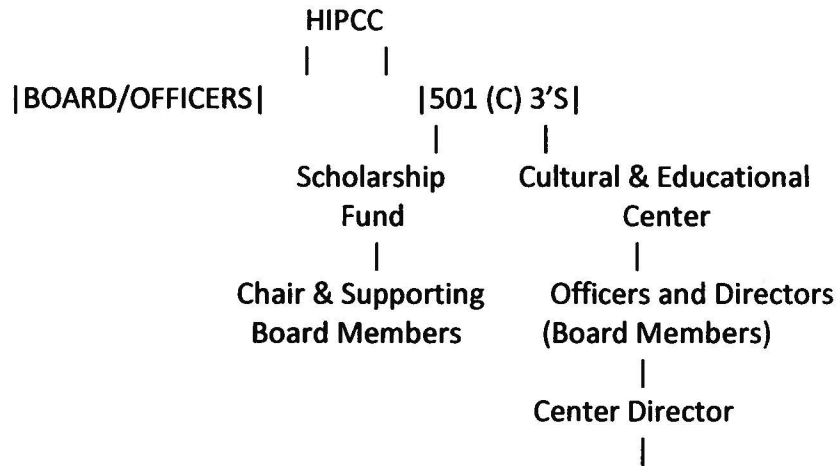 HIPCC
| |
|BOARD/OFFICERS| |501 (C) 3'S|
| |
Scholarship Cultural & Educational
Fund Center
| |
Chair & Supporting Officers and Directors
Board Members (Board Members)
|
Center Director
|